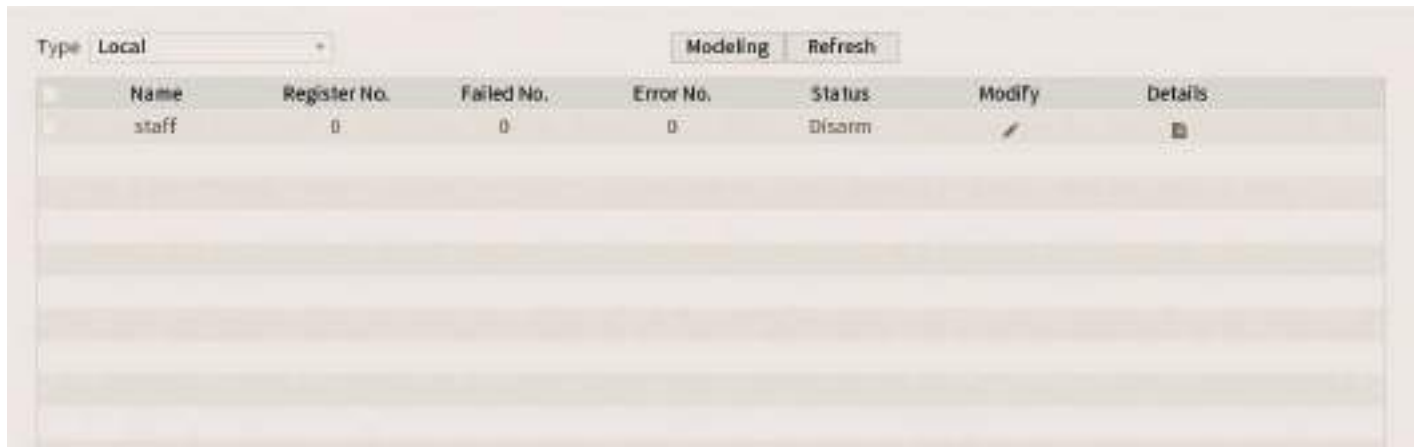 Type Local
Modeling Refresh
Name Register No. Failed No. Error No. Status Modify Details
staff 0 0 0 Disarm